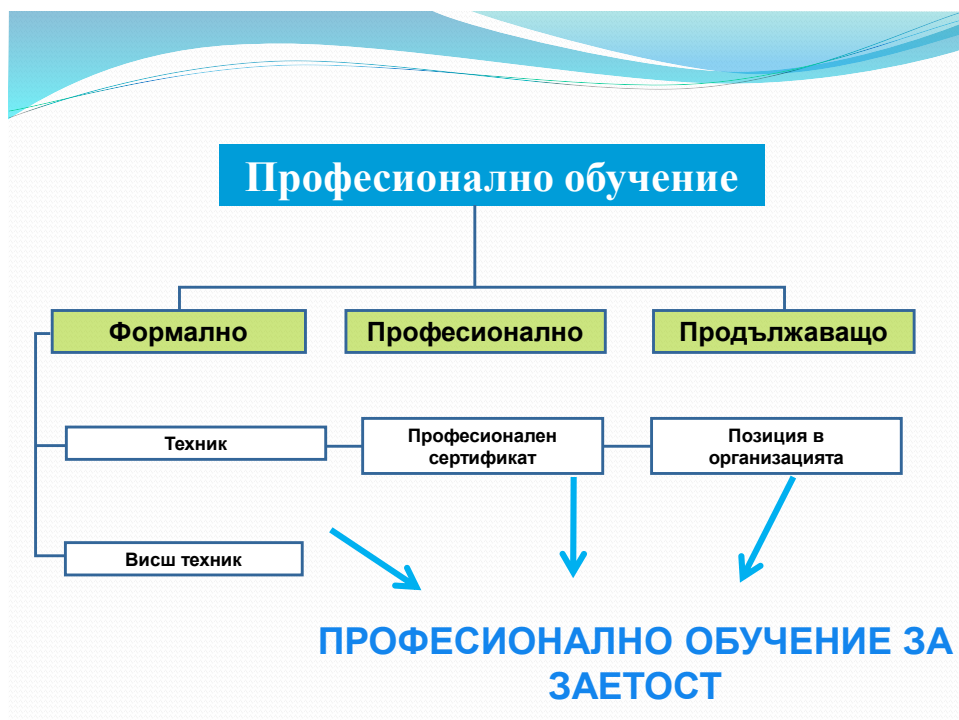 Професионално обучение
Формално
Професионално
Продължаващо
Техник
Професионален
сертификат
Позиция в
организацията
Висш техник
ПРОФЕСИОНАЛНО ОБУЧЕНИЕ ЗА
ЗАЕТОСТ